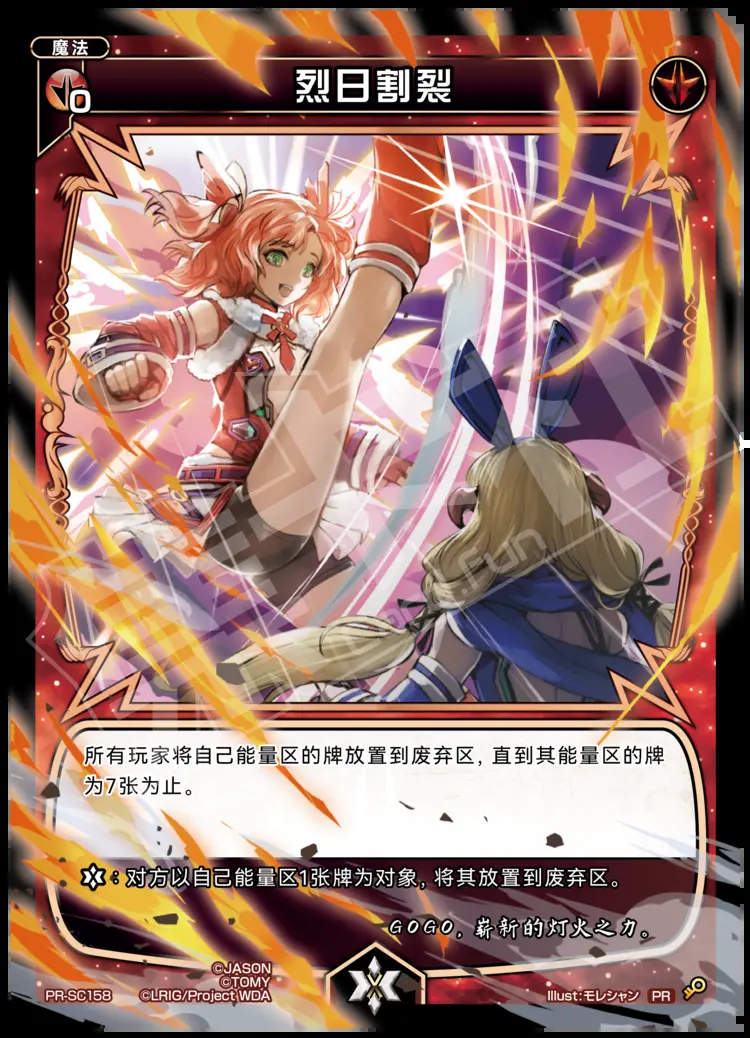 魔法
0
烈日割裂
所有玩家将自己能量区的牌放置到废弃区, 直到其能量区的牌
为7张为止。
：对方以自己能量区1张牌为对象, 将其放置到废弃区。
GOGO, 崭新的灯火之力。
©JASON
©TOMY
PR-SC158 ©LRIG/Project WDA
Illust:モレシャン PR